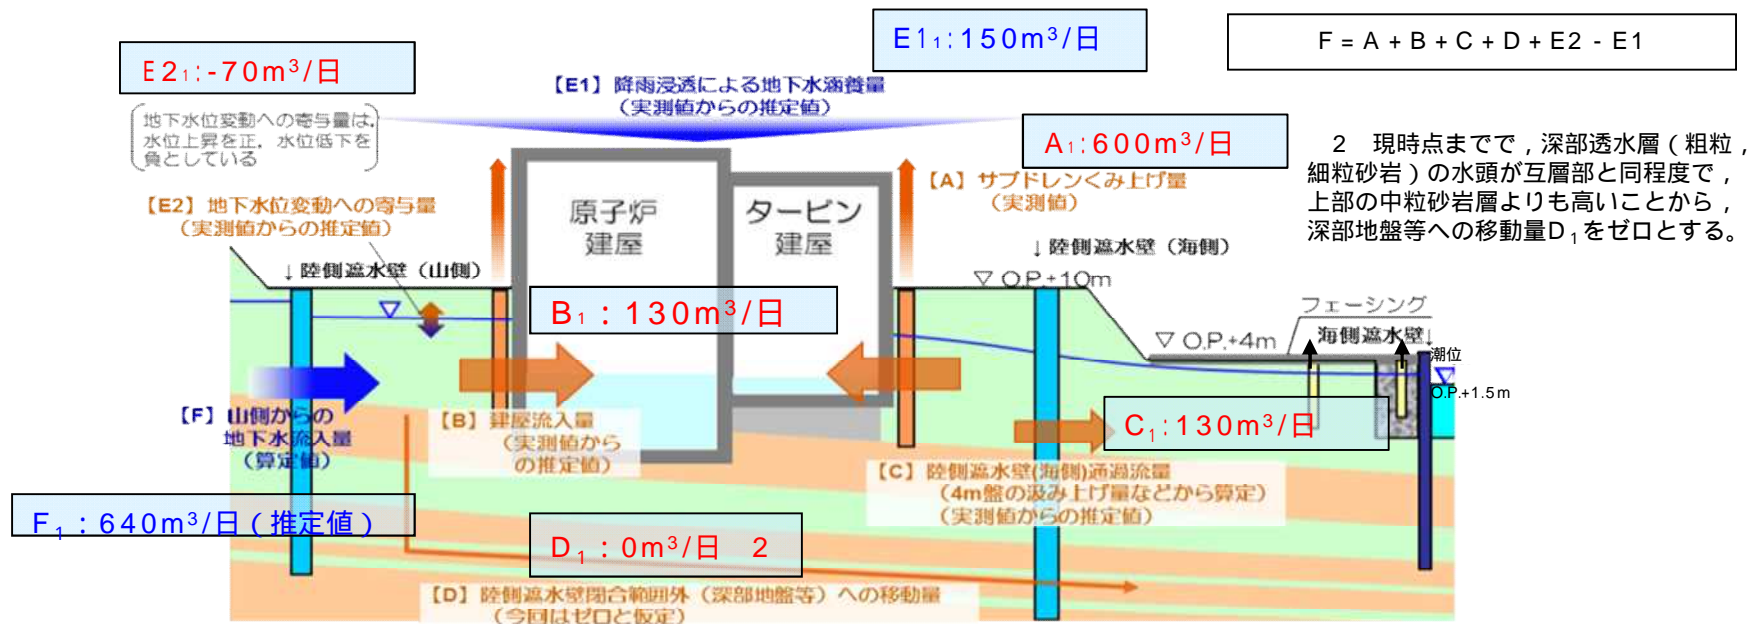 E1₁:150m³/日
F = A + B + C + D + E2 - E1
E2₁:-70m³/日
【E1】降雨浸透による地下水涵養量
（実測値からの推定値）
地下水位変動への寄与量は,
水位上昇を正，水位低下を
負としている
A₁:600m³/日
2　現時点までで，深部透水層（粗粒，
細粒砂岩）の水頭が互層部と同程度で，
上部の中粒砂岩層よりも高いことから，
深部地盤等への移動量D₁をゼロとする。
【A】サブドレンくみ上げ量
（実測値）
【E2】地下水位変動への寄与量
（実測値からの推定値）
原子炉
建屋
タービン
建屋
↓陸側遮水壁（山側）
↓陸側遮水壁（海側）
▽ O.P.+10m
B₁：130m³/日
フェーシング
▽ O.P.+4m
海側遮水壁↓
潮位
O.P.+1.5m
【F】山側からの
地下水流入量
（算定値）
【B】建屋流入量
（実測値から
の推定値）
C₁:130m³/日
【C】陸側遮水壁(海側)通過流量
（4m盤の汲み上げ量などから算定）
（実測値からの推定値）
F₁：640m³/日（推定値）
D₁：0m³/日　2
【D】陸側遮水壁閉合範囲外（深部地盤等）への移動量
（今回はゼロと仮定）